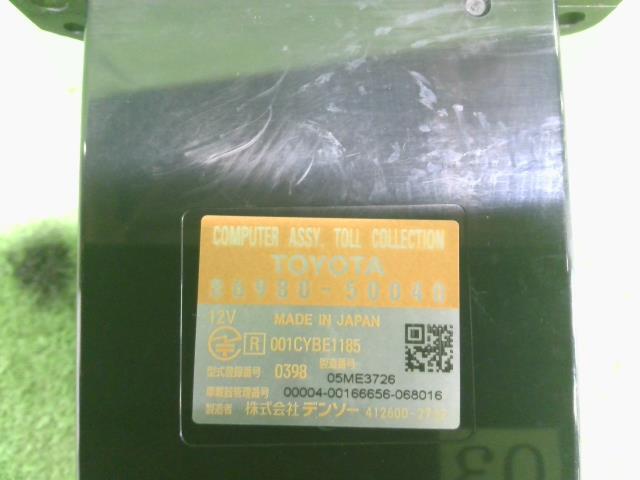 COMPUTER ASSY, TOLL COLLECTION
TOYOTA
86980-50040
12V MADE IN JAPAN
R 001CYBE1185
型式登録番号 0398 製造番号 05ME3726
車載器管理番号 00004-00166656-068016
製造者 株式会社 デンソー
03